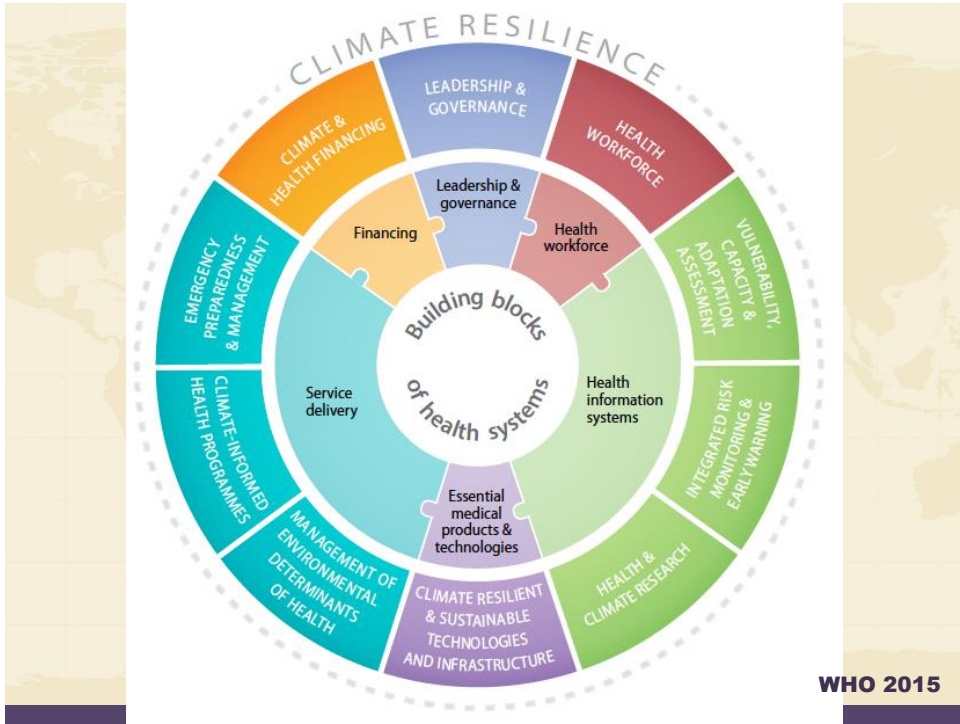 CLIMATE RESILIENCE
LEADERSHIP &
GOVERNANCE
HEALTH
WORKFORCE
VULNERABILITY,
CAPACITY &
ADAPTATION
ASSESSMENT
INTEGRATED RISK
MONITORING &
EARLY WARNING
HEALTH &
CLIMATE RESEARCH
CLIMATE RESILIENT
& SUSTAINABLE
TECHNOLOGIES
AND INFRASTRUCTURE
MANAGEMENT OF
ENVIRONMENTAL
DETERMINANTS
OF HEALTH
CLIMATE-INFORMED
HEALTH PROGRAMMES
EMERGENCY
PREPAREDNESS
& MANAGEMENT
CLIMATE &
HEALTH FINANCING
Leadership &
governance
Health
workforce
Health
information
systems
Essential
medical
products &
technologies
Service
delivery
Financing
Building blocks
of health systems
WHO 2015